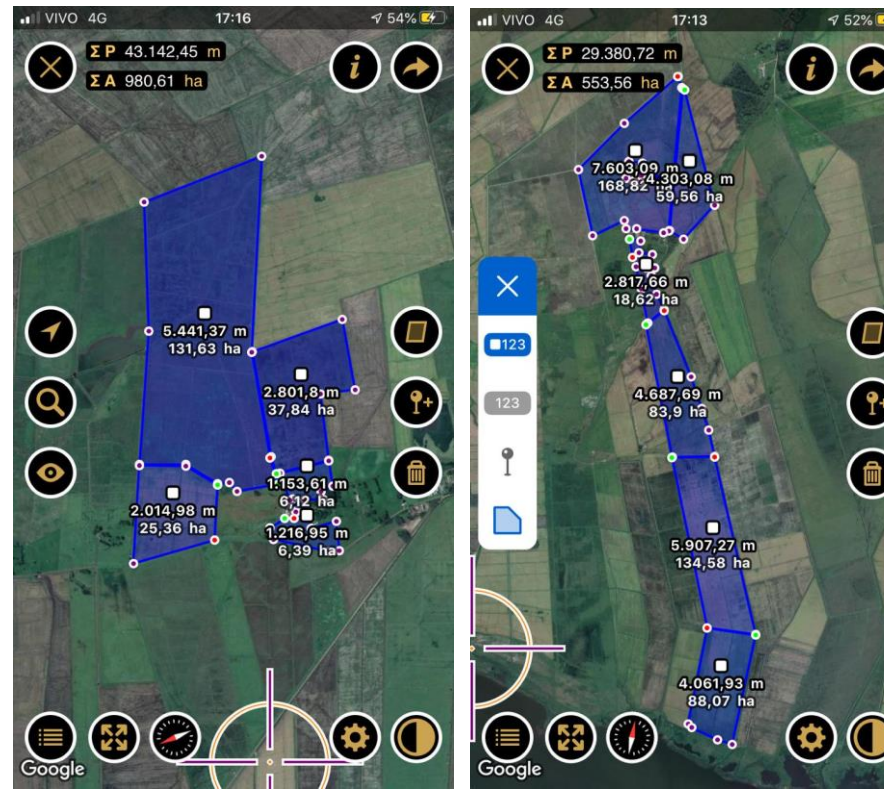 VIVO 4G 17:16 54%
Σ P 43.142,45 m
Σ A 980,61 ha
i
5.441,37 m
131,63 ha
2.801,8 m
37,84 ha
1.153,61 m
6,12 ha
2.014,98 m
25,36 ha
1.216,95 m
6,39 ha
Google
VIVO 4G 17:13 52%
Σ P 29.380,72 m
Σ A 553,56 ha
i
7.603,09 m
168,82
4.303,08 m
59,56 ha
2.817,66 m
18,62 ha
123
123
4.687,69 m
83,9 ha
5.907,27 m
134,58 ha
4.061,93 m
88,07 ha
Google